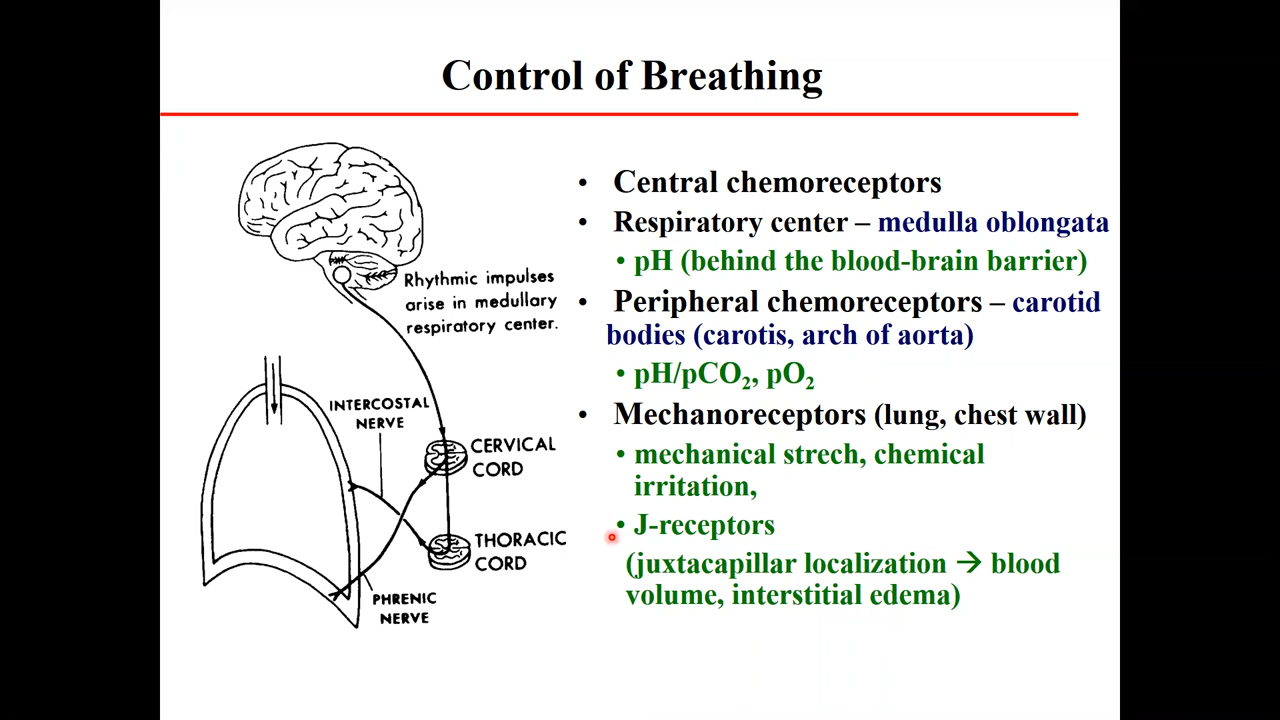 Control of Breathing
Rhythmic impulses
arise in medullary
respiratory center.
INTERCOSTAL
NERVE
CERVICAL
CORD
THORACIC
CORD
PHRENIC
NERVE
• Central chemoreceptors
• Respiratory center – medulla oblongata
• pH (behind the blood-brain barrier)
• Peripheral chemoreceptors – carotid
bodies (carotis, arch of aorta)
• pH/pCO₂, pO₂
• Mechanoreceptors (lung, chest wall)
• mechanical strech, chemical
irritation,
• J-receptors
(juxtacapillar localization → blood
volume, interstitial edema)